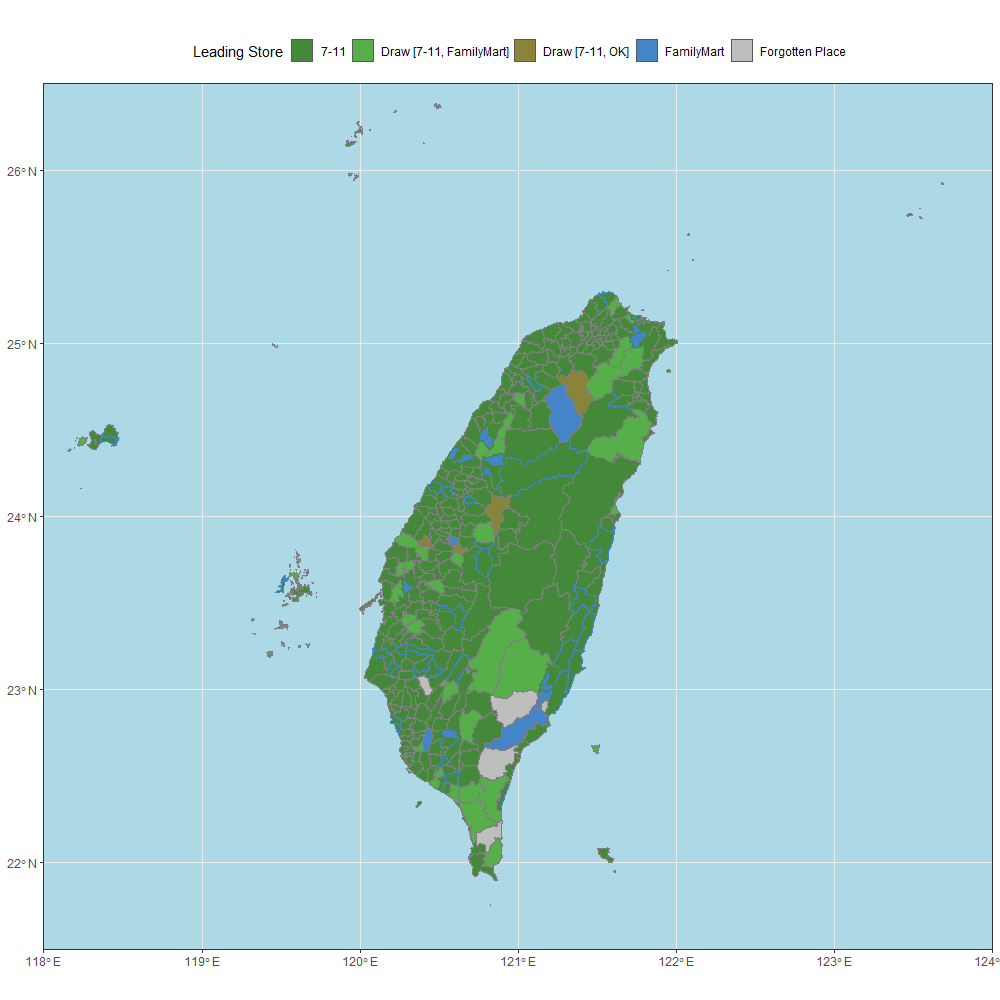 Leading Store 7-11 Draw [7-11, FamilyMart] Draw [7-11, OK] FamilyMart Forgotten Place
26°N
25°N
24°N
23°N
22°N
118°E 119°E 120°E 121°E 122°E 123°E 124°